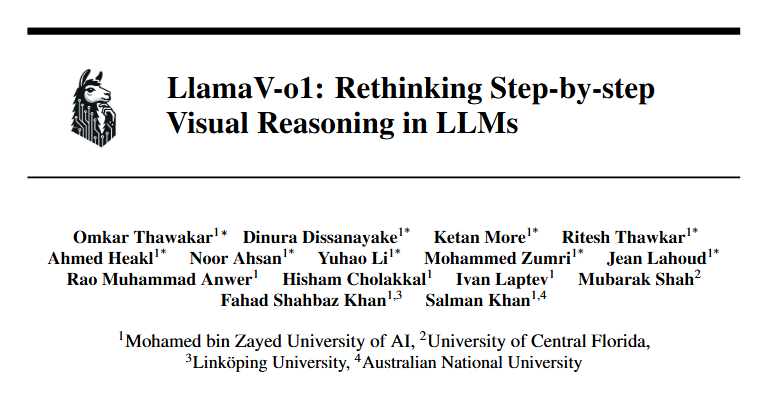 LlamaV-o1: Rethinking Step-by-step
Visual Reasoning in LLMs
Omkar Thawakar¹* Dinura Dissanayake¹* Ketan More¹* Ritesh Thawkar¹*
Ahmed Heakl¹* Noor Ahsan¹* Yuhao Li¹* Mohammed Zumri¹* Jean Lahoud¹*
Rao Muhammad Anwer¹ Hisham Cholakkal¹ Ivan Laptev¹ Mubarak Shah²
Fahad Shahbaz Khan¹,³ Salman Khan¹,⁴
¹Mohamed bin Zayed University of AI, ²University of Central Florida,
³Linköping University, ⁴Australian National University